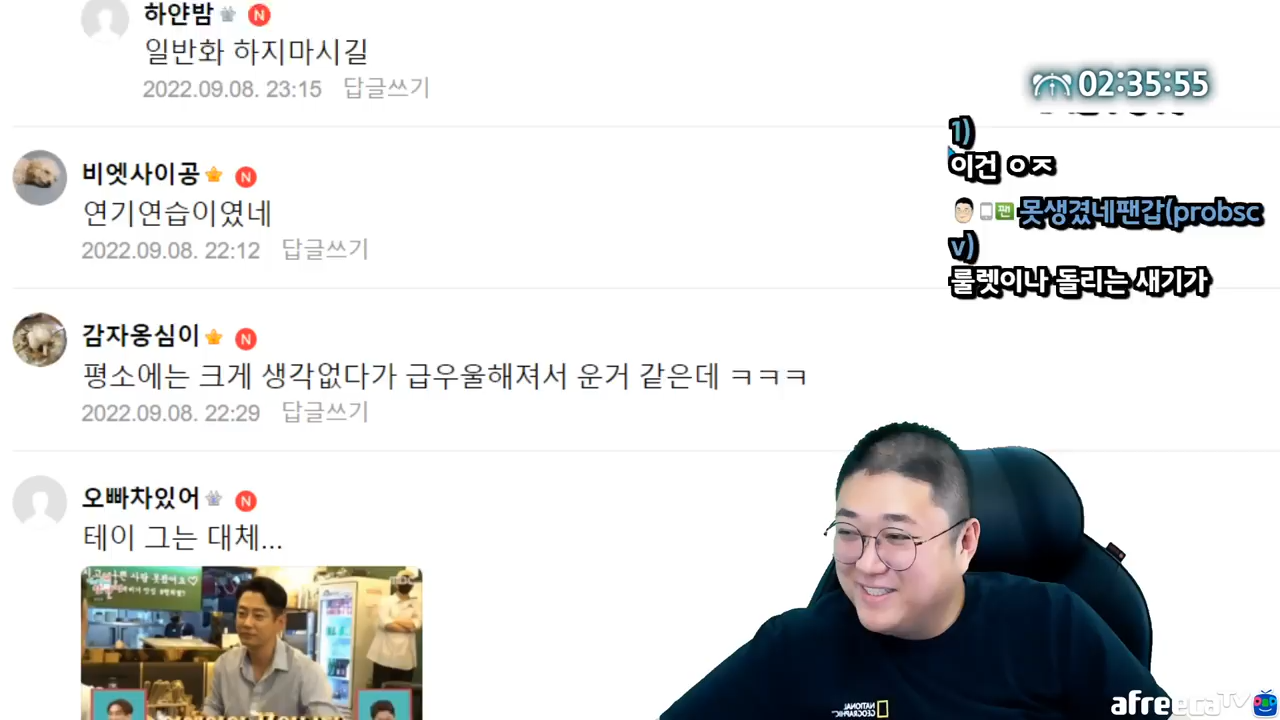 하얀밤 N
일반화 하지마시길
2022.09.08. 23:15 답글쓰기
02:35:55
1)
이건 ㅇㅈ
비엣사이공 N
연기연습이였네
2022.09.08. 22:12 답글쓰기
짼 못생겼네팬갑(probsc
v)
룰렛이나 돌리는 새기가
감자옹심이 N
평소에는 크게 생각없다가 급우울해져서 운거 같은데 ㅋㅋㅋ
2022.09.08. 22:29 답글쓰기
오빠차있어 N
테이 그는 대체...
MBC
NATIONAL
GEOGRAPHIC
afreecaTV